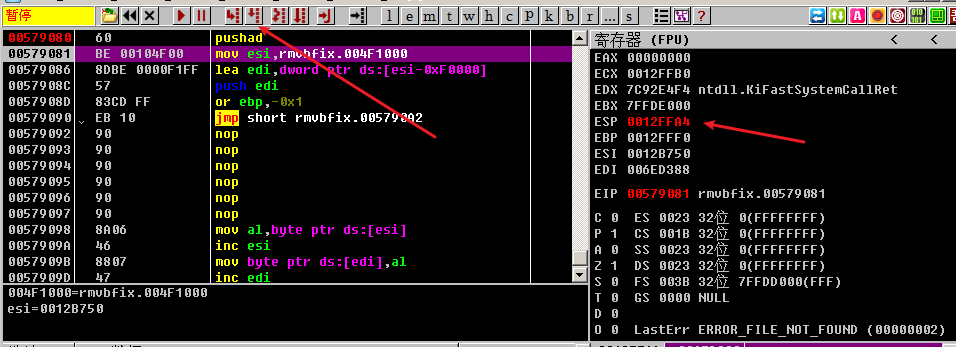 暂停
l e m t w h c p k b r ... s ?
00579080 60 pushad
00579081 BE 00104F00 mov esi,rmvbfix.004F1000
00579086 8DBE 0000F1FF lea edi,dword ptr ds:[esi-0xF0000]
0057908C 57 push edi
0057908D 83CD FF or ebp,-0x1
00579090 EB 10 jmp short rmvbfix.005790A2
00579092 90 nop
00579093 90 nop
00579094 90 nop
00579095 90 nop
00579096 90 nop
00579097 90 nop
00579098 8A06 mov al,byte ptr ds:[esi]
0057909A 46 inc esi
0057909B 8807 mov byte ptr ds:[edi],al
0057909D 47 inc edi
004F1000=rmvbfix.004F1000
esi=0012B750
寄存器 (FPU) < <
EAX 00000000
ECX 0012FFB0
EDX 7C92E4F4 ntdll.KiFastSystemCallRet
EBX 7FFDE000
ESP 0012FFA4
EBP 0012FFF0
ESI 0012B750
EDI 006ED388
EIP 00579081 rmvbfix.00579081
C 0 ES 0023 32位 0(FFFFFFFF)
P 1 CS 001B 32位 0(FFFFFFFF)
A 0 SS 0023 32位 0(FFFFFFFF)
Z 1 DS 0023 32位 0(FFFFFFFF)
S 0 FS 003B 32位 7FFDD000(FFF)
T 0 GS 0000 NULL
D 0
O 0 LastErr ERROR_FILE_NOT_FOUND (00000002)